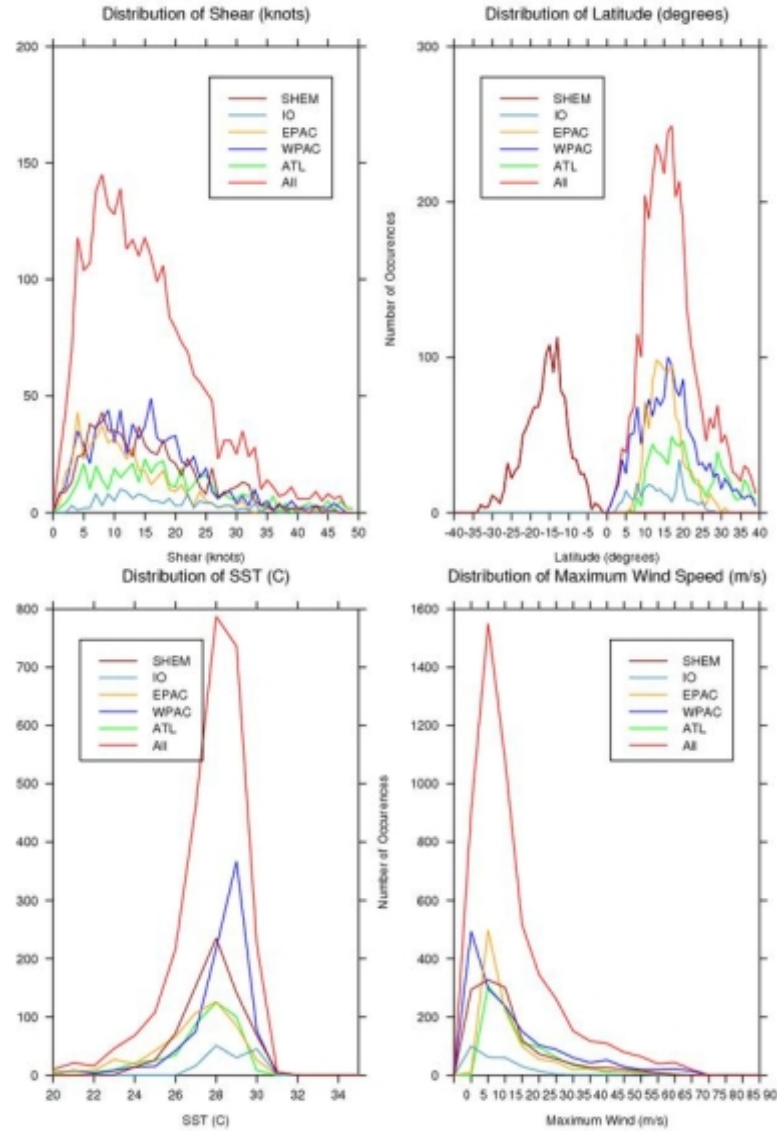 Distribution of Shear (knots)
200
150
100
50
0
0 5 10 15 20 25 30 35 40 45 50
Shear (knots)
SHEM
IO
EPAC
WPAC
ATL
All
Distribution of Latitude (degrees)
Number of Occurences
300
200
100
0
-40 -35 -30 -25 -20 -15 -10 -5 0 5 10 15 20 25 30 35 40
Latitude (degrees)
SHEM
IO
EPAC
WPAC
ATL
All
Distribution of SST (C)
800
700
600
500
400
300
200
100
0
20 22 24 26 28 30 32 34
SST (C)
SHEM
IO
EPAC
WPAC
ATL
All
Distribution of Maximum Wind Speed (m/s)
Number of Occurences
1600
1400
1200
1000
800
600
400
200
0
0 5 10 15 20 25 30 35 40 45 50 55 60 65 70 75 80 85 90
Maximum Wind (m/s)
SHEM
IO
EPAC
WPAC
ATL
All